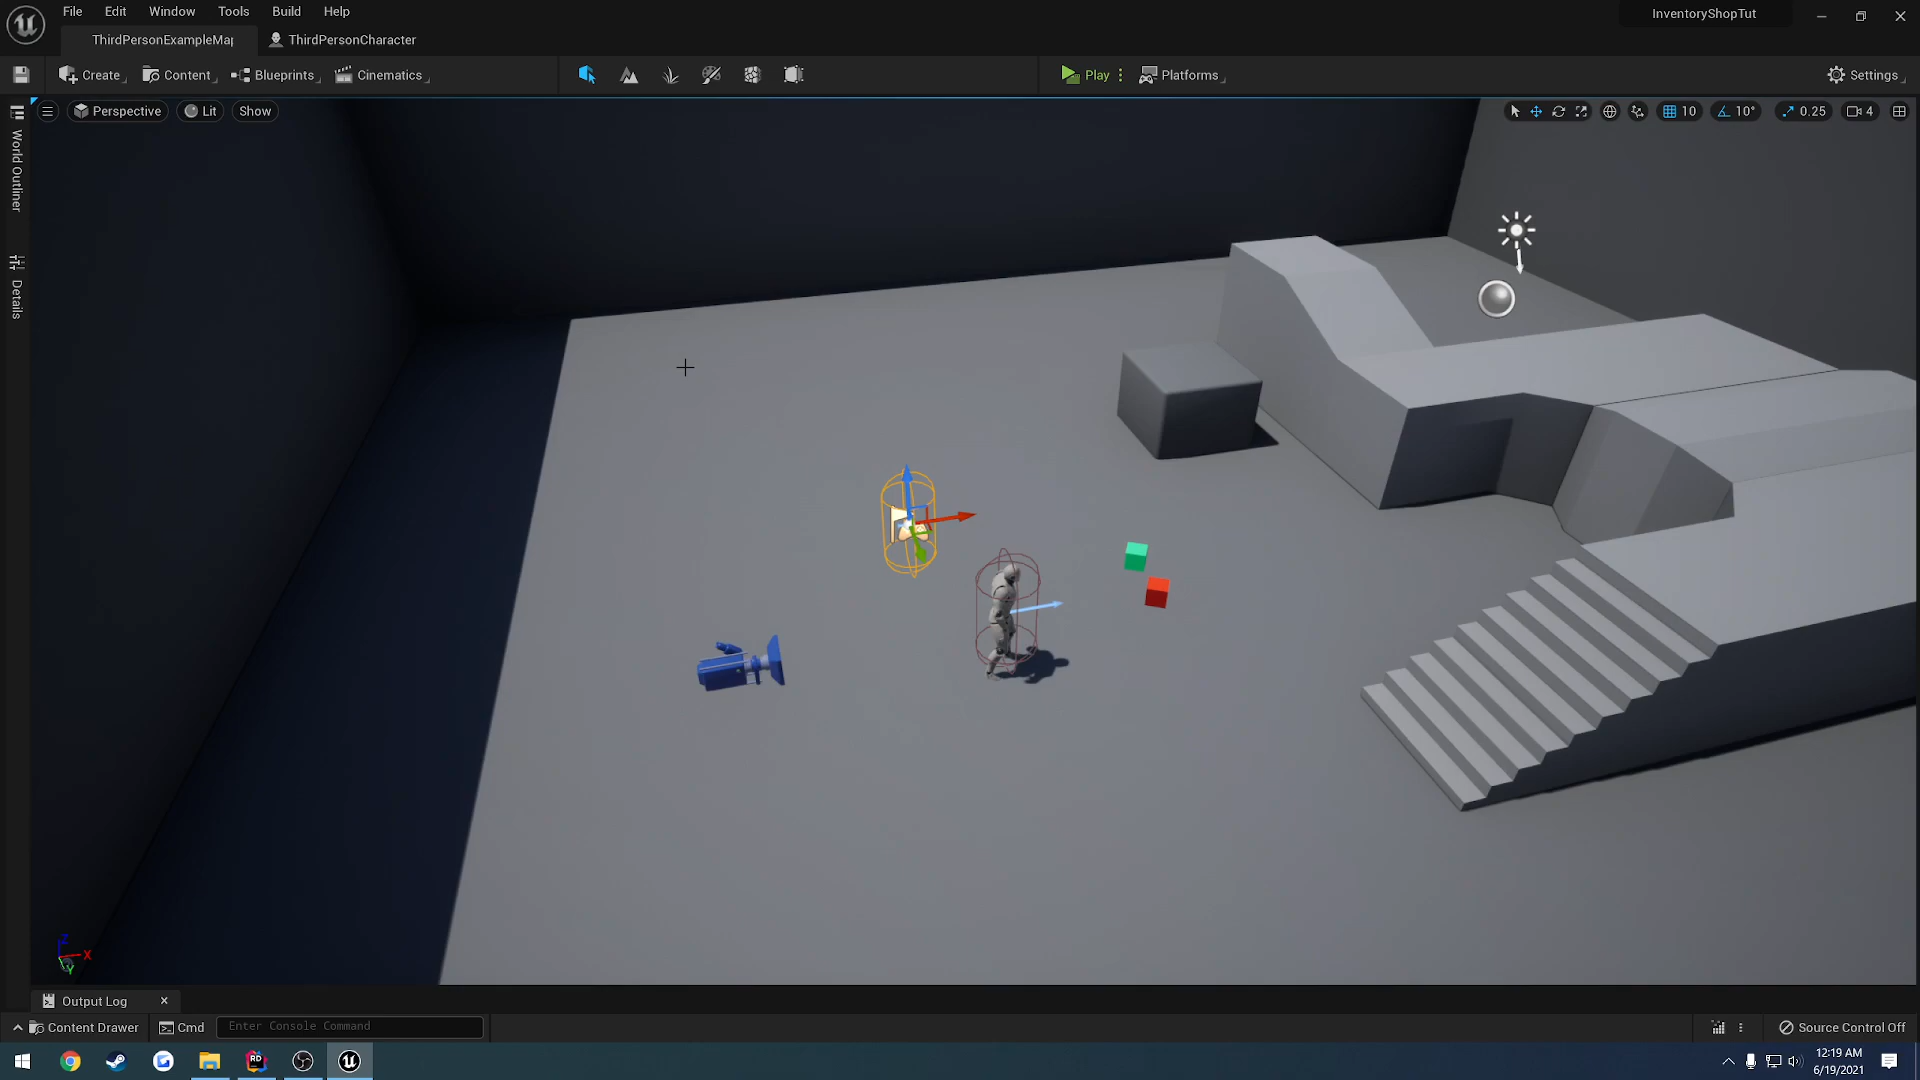 File Edit Window Tools Build Help
InventoryShopTut
ThirdPersonExampleMap
ThirdPersonCharacter
Create Content Blueprints Cinematics Play Platforms Settings
Perspective Lit Show 10 10° 0.25 4
World Outliner
Details
Z
X
Y
Output Log
Content Drawer Cmd Enter Console Command Source Control Off
RD
12:19 AM
6/19/2021